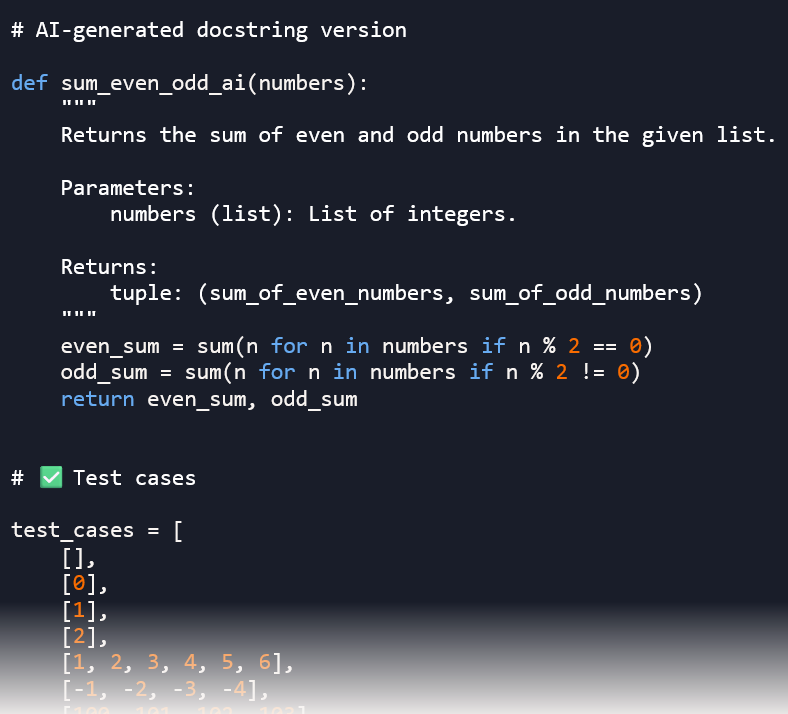 # AI-generated docstring version
def sum_even_odd_ai(numbers):
"""
Returns the sum of even and odd numbers in the given list.
Parameters:
numbers (list): List of integers.
Returns:
tuple: (sum_of_even_numbers, sum_of_odd_numbers)
"""
even_sum = sum(n for n in numbers if n % 2 == 0)
odd_sum = sum(n for n in numbers if n % 2 != 0)
return even_sum, odd_sum
# ✅ Test cases
test_cases = [
[],
[0],
[1],
[2],
[1, 2, 3, 4, 5, 6],
[-1, -2, -3, -4],